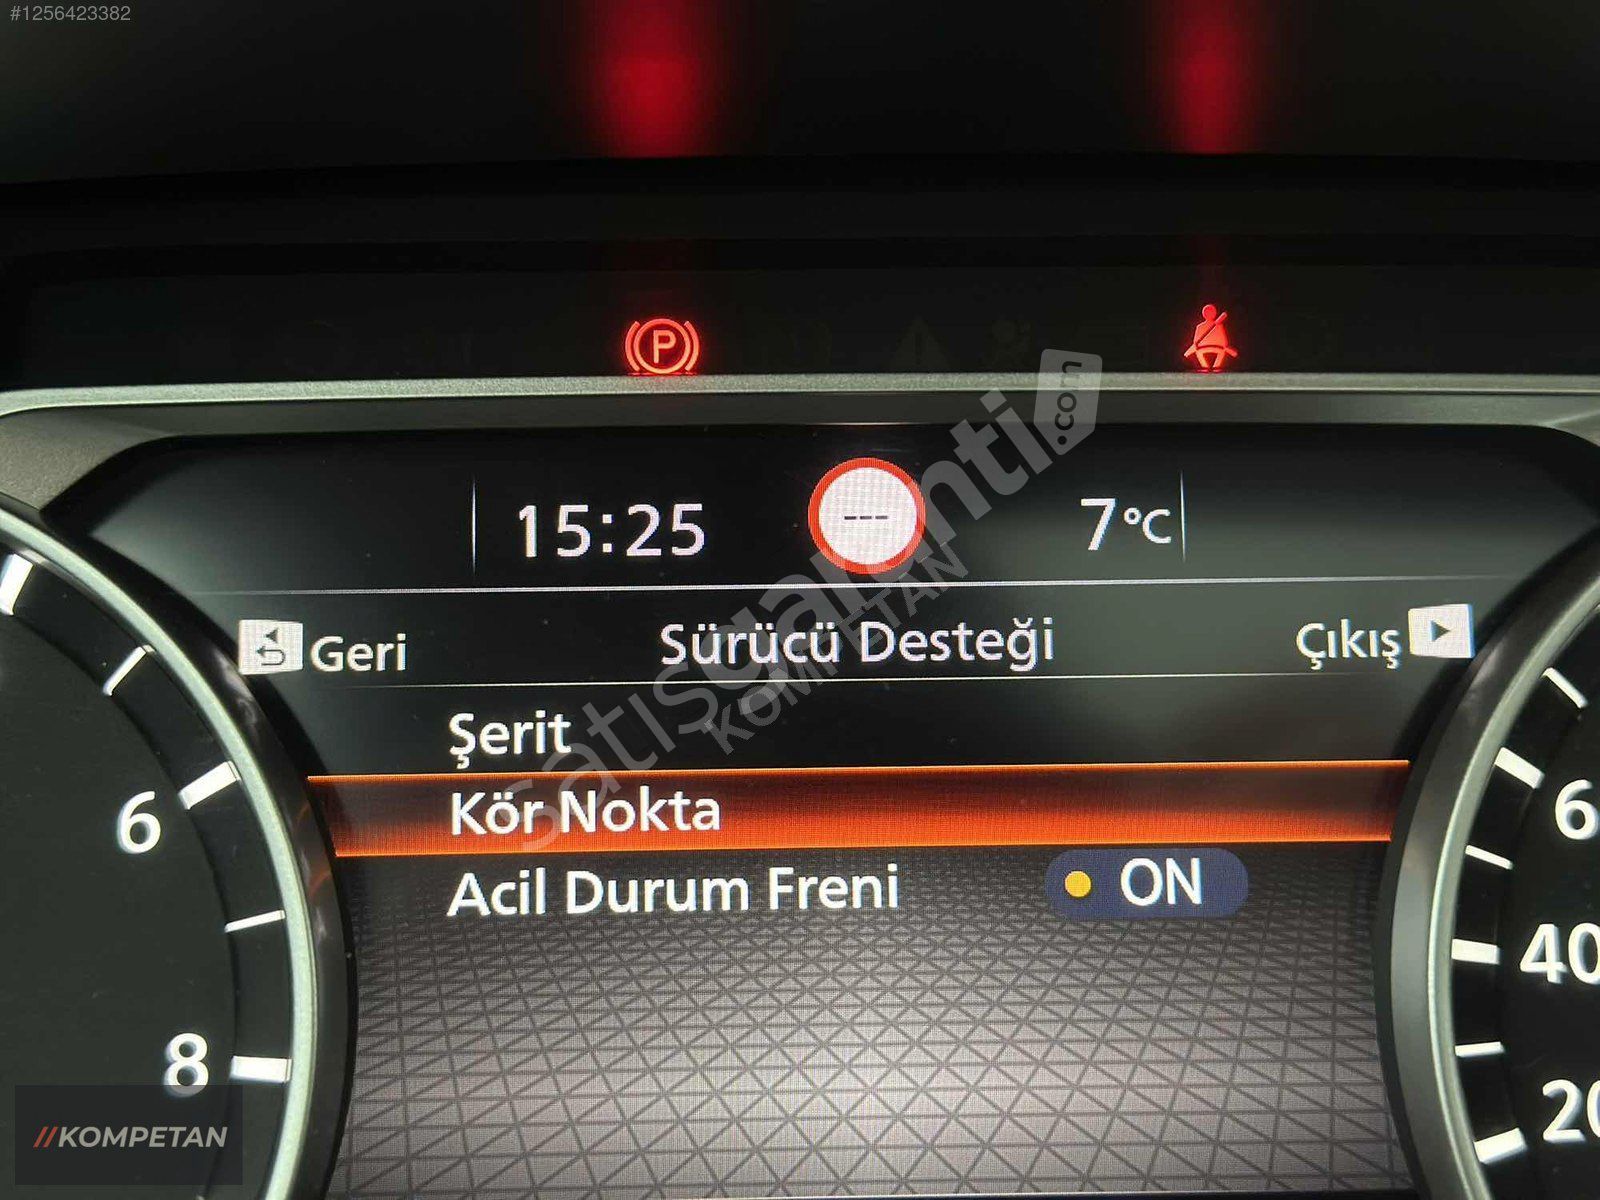 #1256423382
P
15:25
---
7°C
Geri
Sürücü Desteği
Çıkış
Şerit
Kör Nokta
Acil Durum Freni
ON
6
8
6
40
20
satisgaranti.com
KOMPETAN
//KOMPETAN